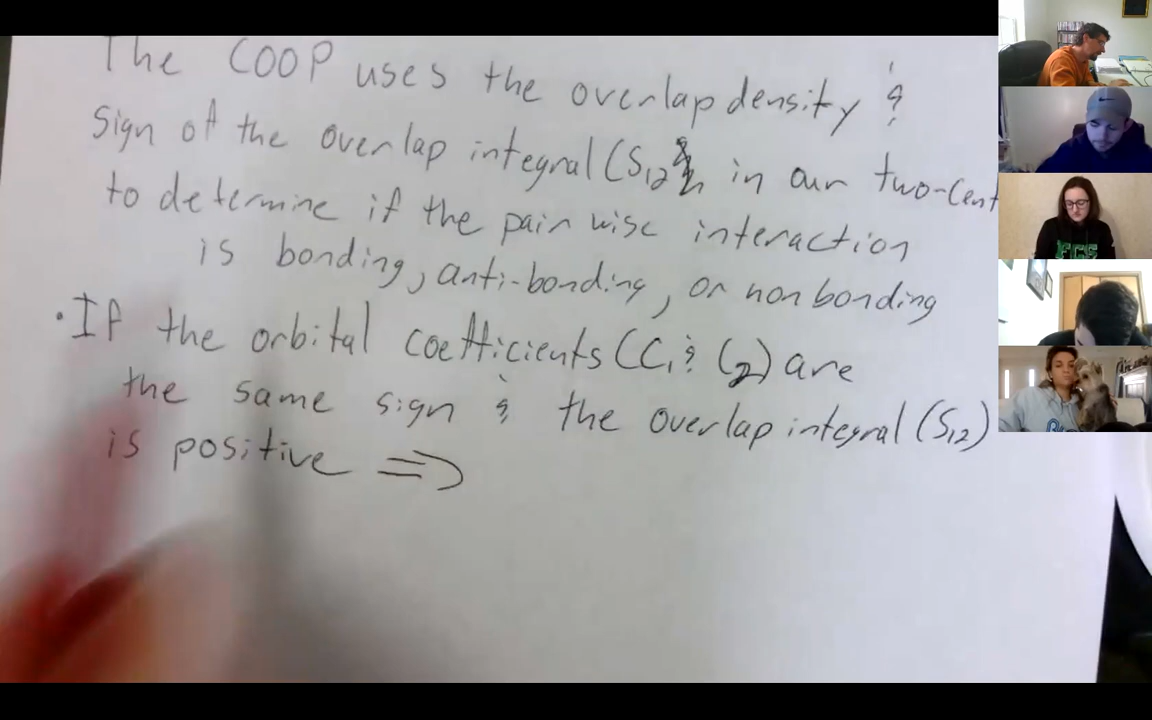 The COOP uses the overlap density &
Sign of the overlap integral (S12 in our two-Cent
to determine if the pair wise interaction
is bonding, anti-bonding, or nonbonding
• If the orbital coefficients (C1 & C2) are
the same sign & the overlap integral (S12)
is positive =>